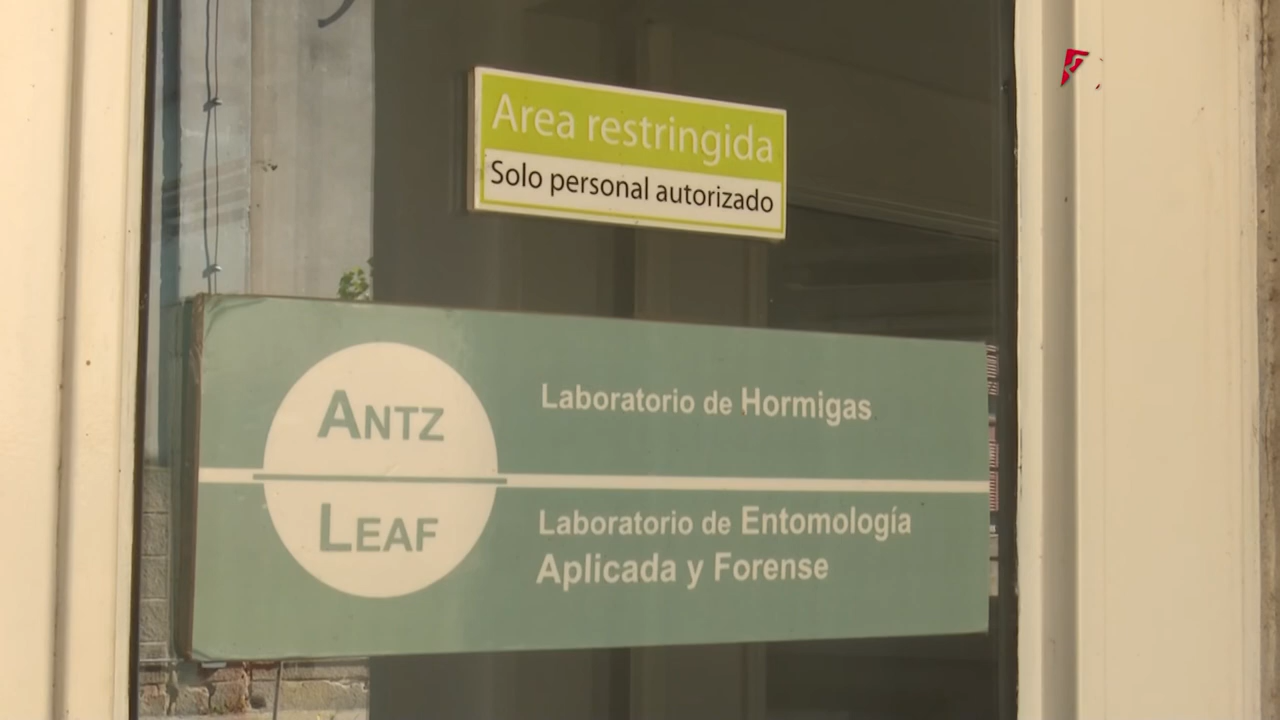 Area restringida
Solo personal autorizado
ANTZ
Laboratorio de Hormigas
LEAF
Laboratorio de Entomología
Aplicada y Forense